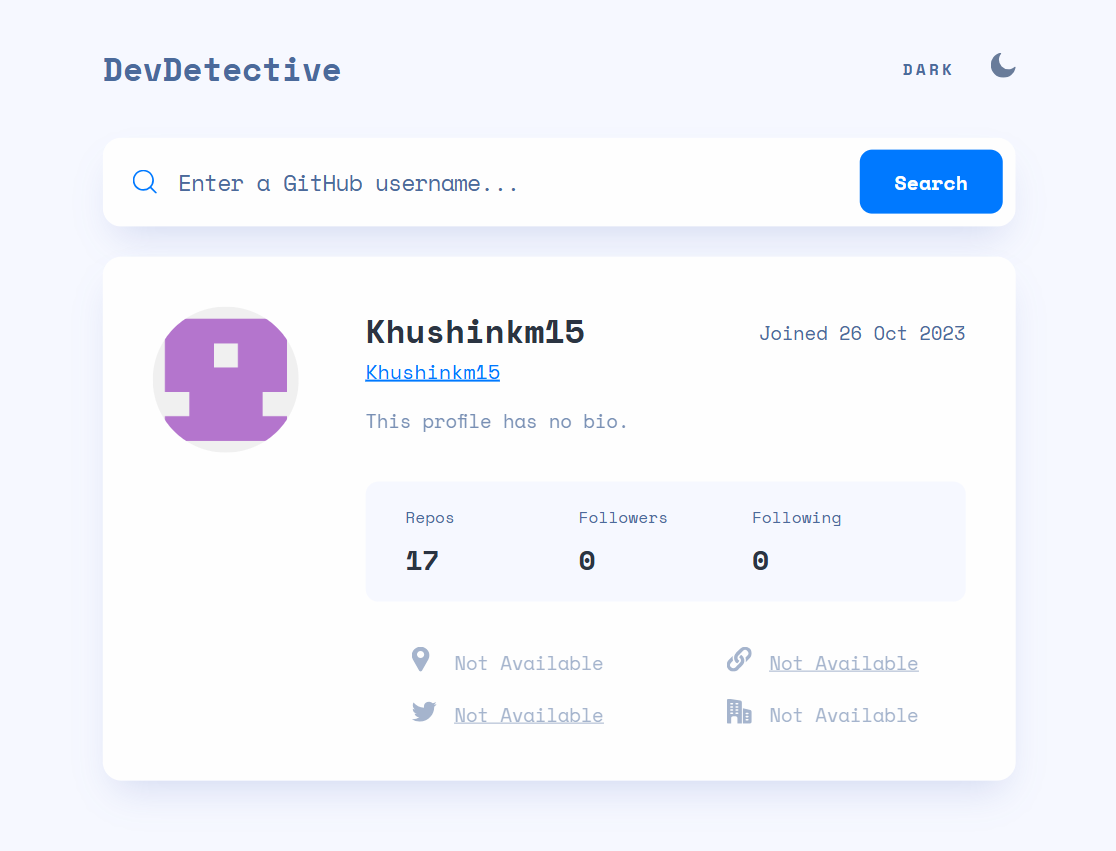 DevDetective
DARK
Enter a GitHub username...
Search
Khushinkm15
Joined 26 Oct 2023
Khushinkm15
This profile has no bio.
Repos Followers Following
17 0 0
Not Available Not Available
Not Available Not Available